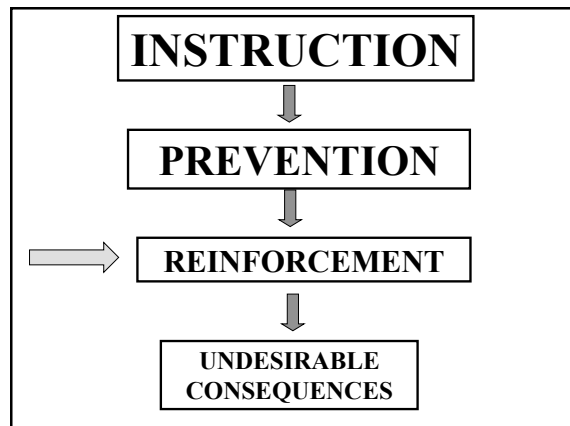 INSTRUCTION
PREVENTION
REINFORCEMENT
UNDESIRABLE
CONSEQUENCES